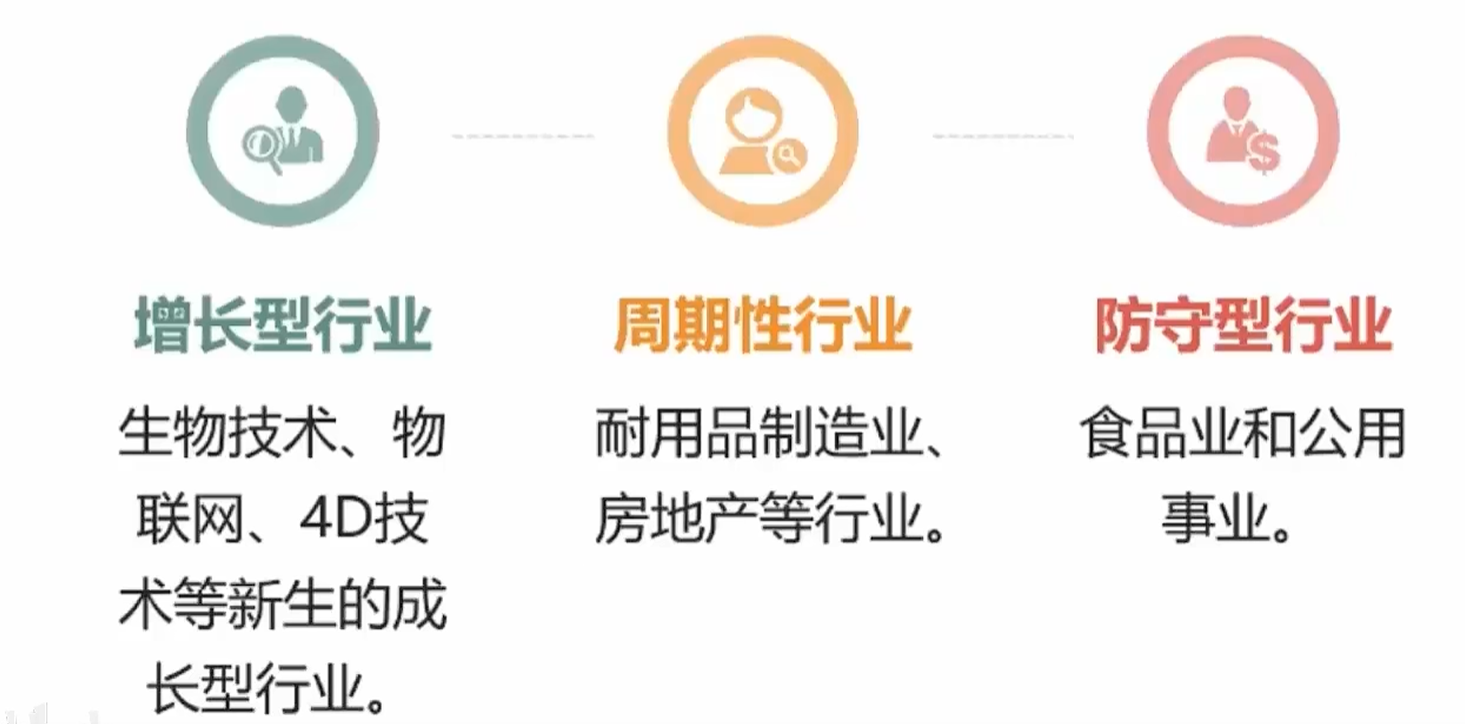 增长型行业
生物技术、物
联网、4D技
术等新生的成
长型行业。
周期性行业
耐用品制造业、
房地产等行业。
防守型行业
食品业和公用
事业。